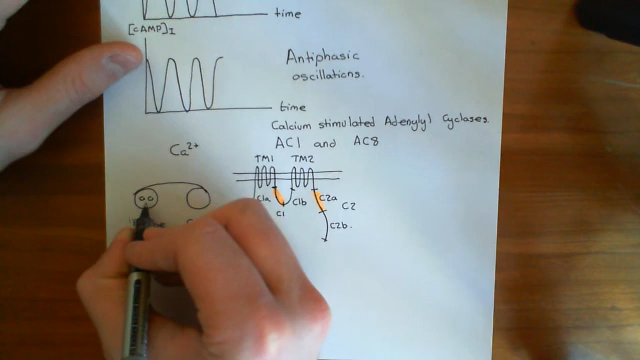 time
[cAMP]I
Antiphasic
oscillations.
time
Calcium stimulated Adenylyl Cyclases.
AC1 and AC8
Ca2+
TM1 TM2
C1a C1b C2a C2
C1
C2b.